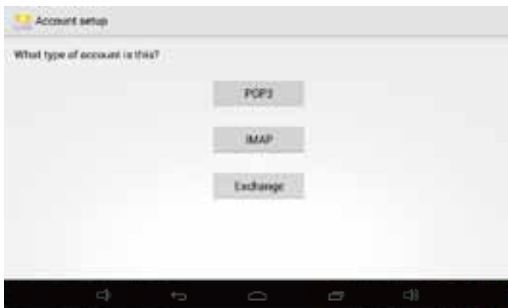 Account setup
What type of account is this?
POP3
IMAP
Exchange